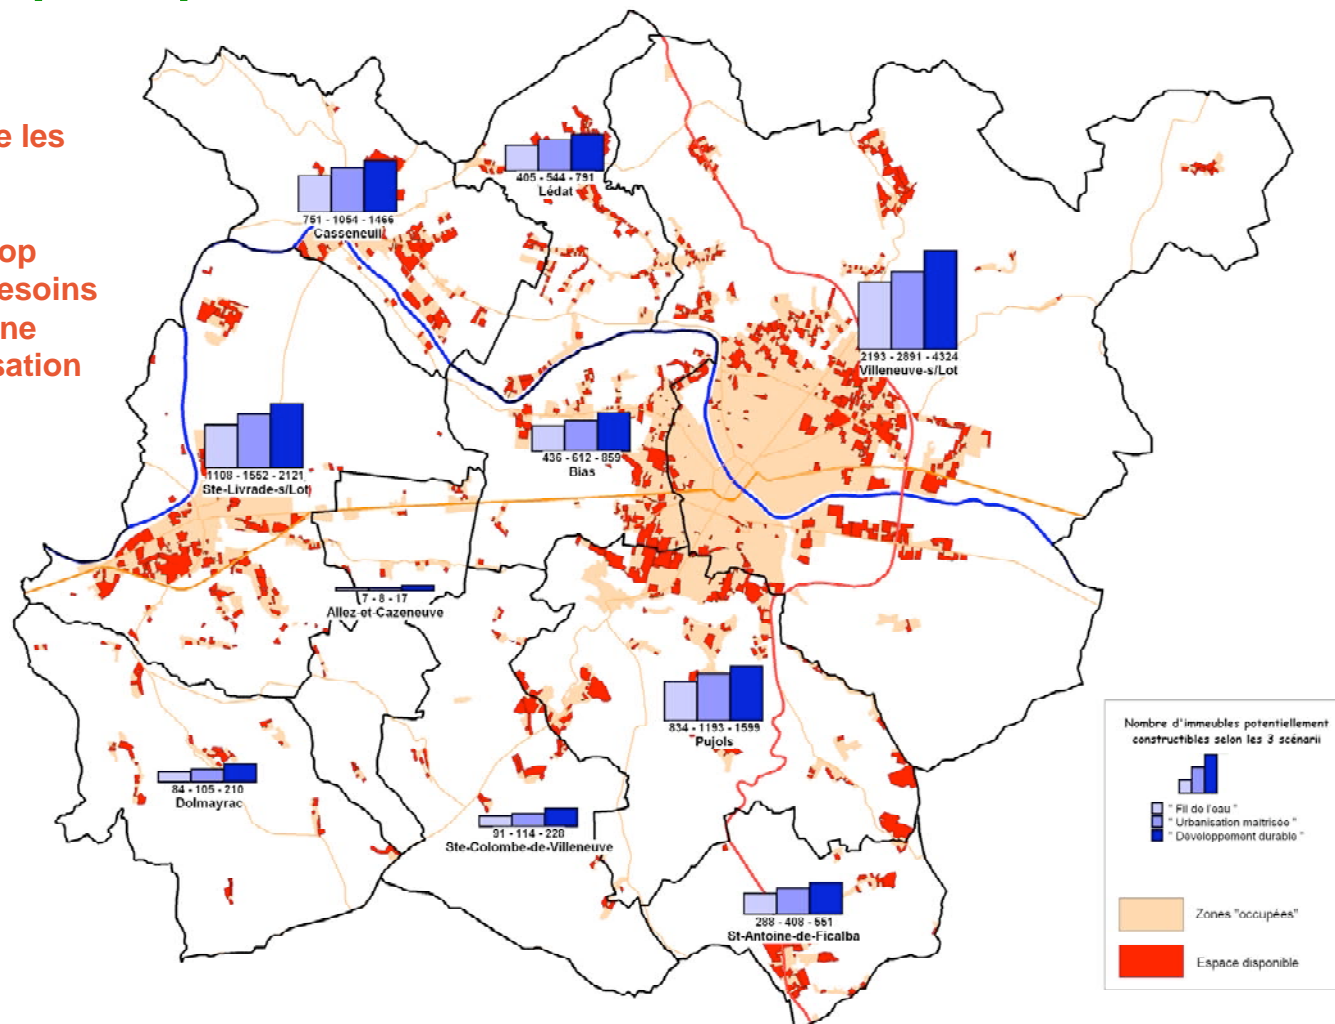 e les
op
esoins
ne
sation
405 - 544 - 791
Lédat
751 - 1054 - 1466
Casseneuil
2193 - 2891 - 4324
Villeneuve-s/Lot
436 - 612 - 859
Bias
1108 - 1552 - 2121
Ste-Livrade-s/Lot
7 - 8 - 17
Allez-et-Cazeneuve
834 - 1193 - 1599
Pujols
84 - 105 - 210
Dolmayrac
91 - 114 - 228
Ste-Colombe-de-Villeneuve
288 - 408 - 551
St-Antoine-de-Ficalba
Nombre d'immeubles potentiellement
constructibles selon les 3 scénarii
" Fil de l'eau "
" Urbanisation maitrisée "
" Développement durable "
Zones "occupées"
Espace disponible